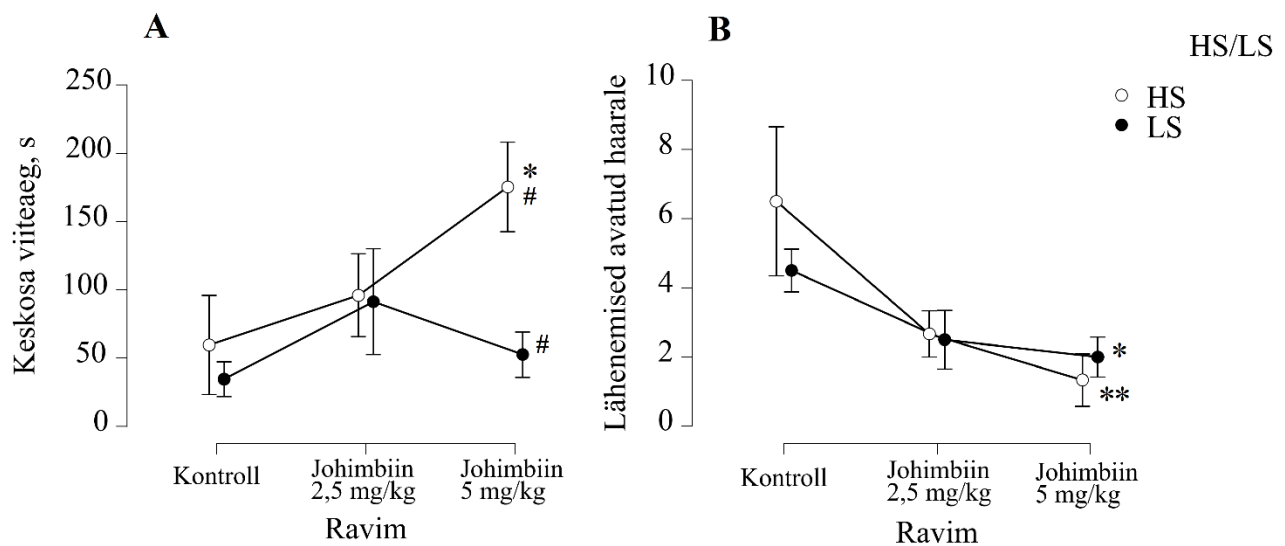 A
Keskosa viiteaeg, s
250
200
150
100
50
0
*
#
#
Kontroll
Johimbiin
2,5 mg/kg
Johimbiin
5 mg/kg
Ravim
B
HS/LS
HS
LS
Lähenemised avatud haarale
10
8
6
4
2
0
*
**
Kontroll
Johimbiin
2,5 mg/kg
Johimbiin
5 mg/kg
Ravim